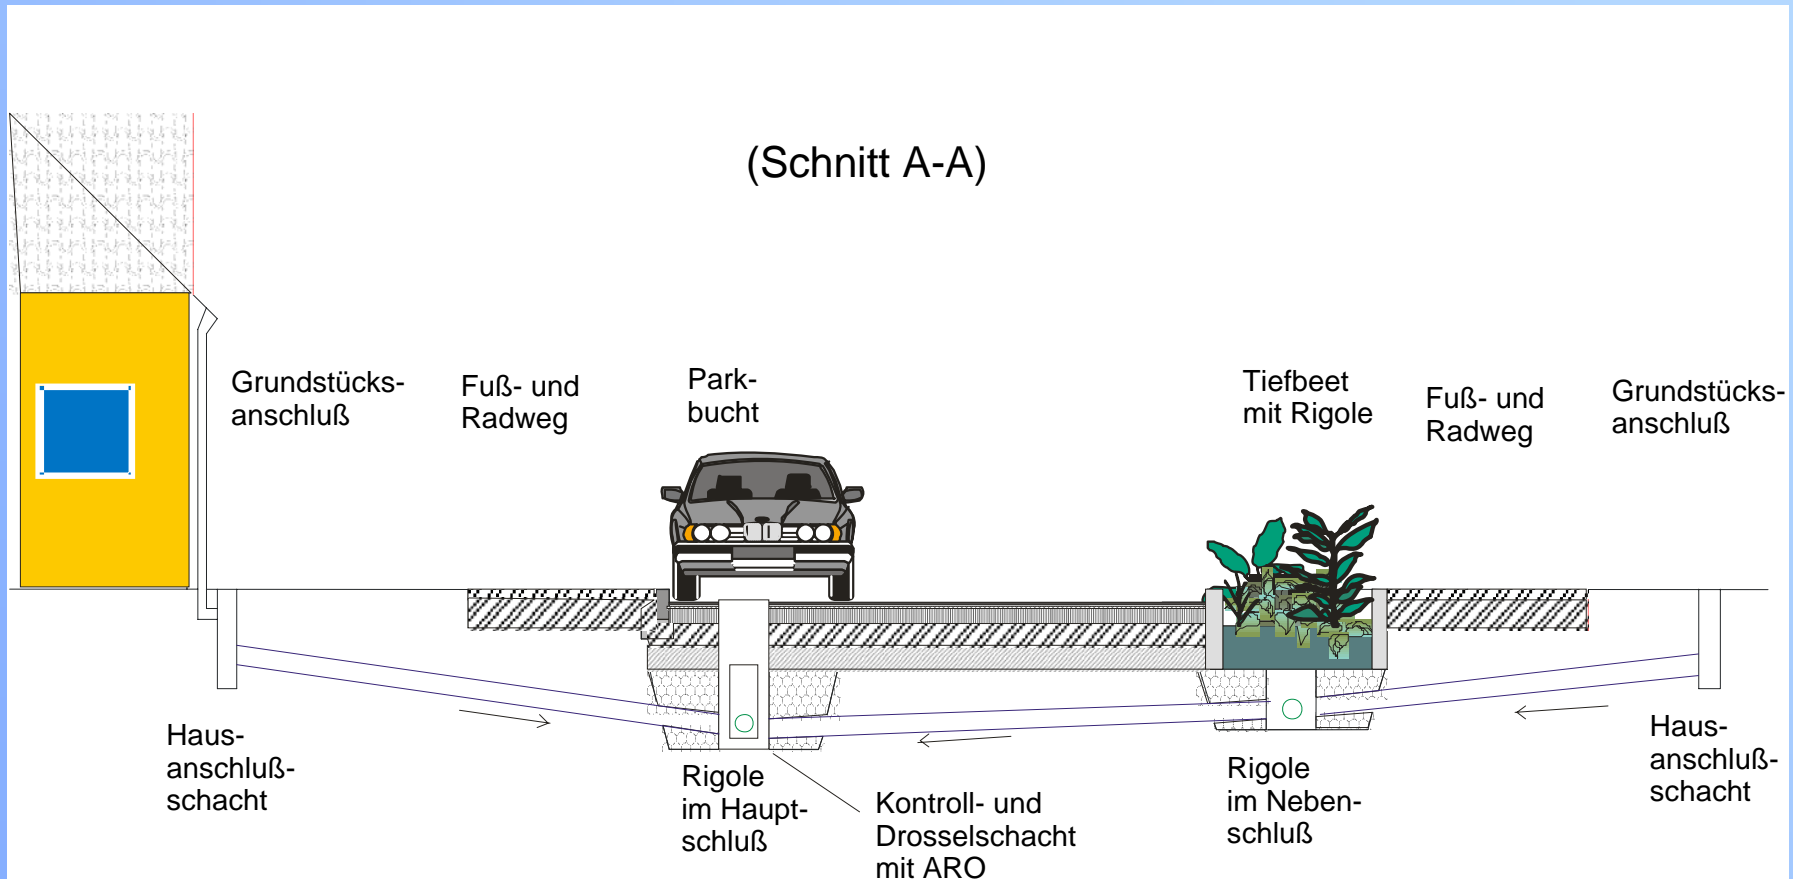 (Schnitt A-A)
Grundstücks-
anschluß
Fuß- und
Radweg
Park-
bucht
Tiefbeet
mit Rigole
Fuß- und
Radweg
Grundstücks-
anschluß
Haus-
anschluß-
schacht
Rigole
im Haupt-
schluß
Kontroll- und
Drosselschacht
mit ARO
Rigole
im Neben-
schluß
Haus-
anschluß-
schacht